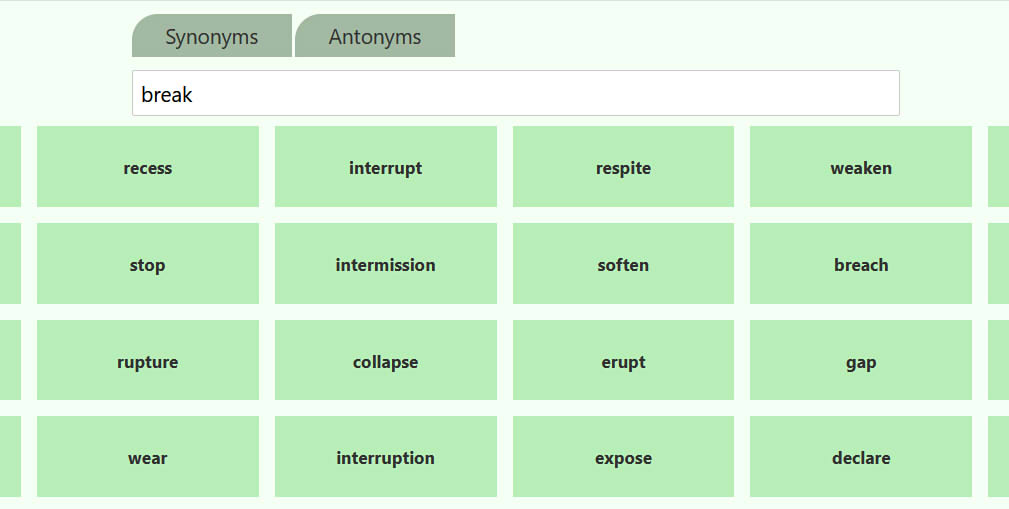 Synonyms Antonyms
break
recess interrupt respite weaken
stop intermission soften breach
rupture collapse erupt gap
wear interruption expose declare